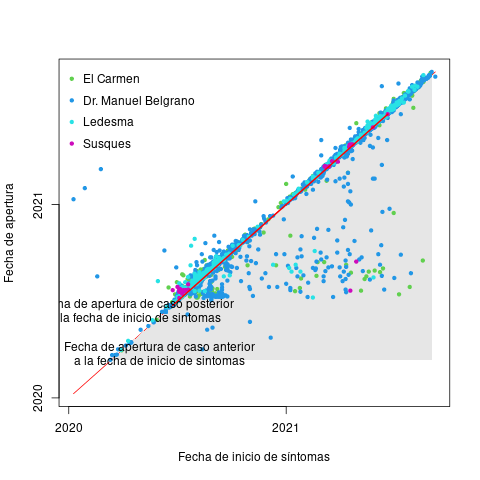 El Carmen
Dr. Manuel Belgrano
Ledesma
Susques
na de apertura de caso posterior
la fecha de inicio de síntomas
Fecha de apertura de caso anterior
a la fecha de inicio de síntomas
2021
2020
Fecha de apertura
2020
2021
Fecha de inicio de síntomas